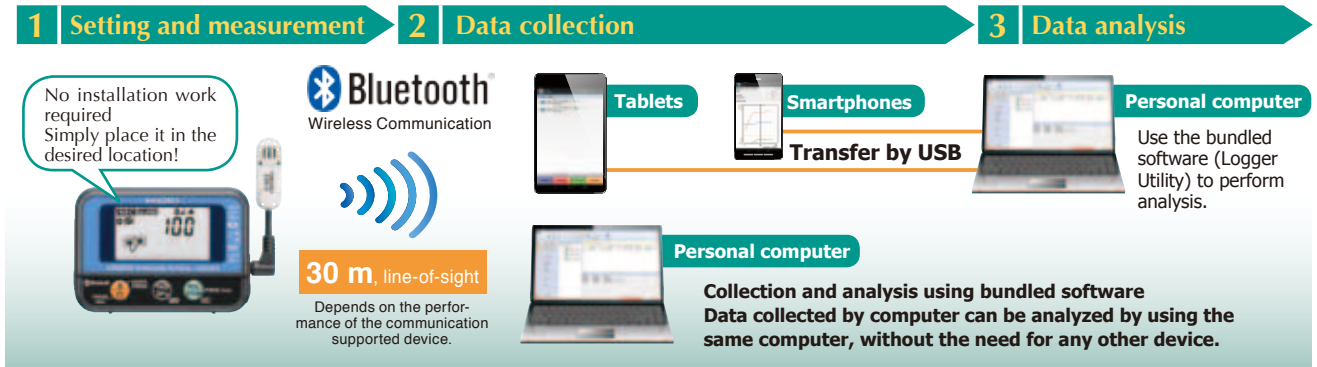 1 Setting and measurement
2 Data collection
3 Data analysis
No installation work
required
Simply place it in the
desired location!
100
Bluetooth®
Wireless Communication
30 m, line-of-sight
Depends on the perfor-
mance of the communication
supported device.
Tablets
Smartphones
Transfer by USB
Personal computer
Use the bundled
software (Logger
Utility) to perform
analysis.
Personal computer
Collection and analysis using bundled software
Data collected by computer can be analyzed by using the
same computer, without the need for any other device.